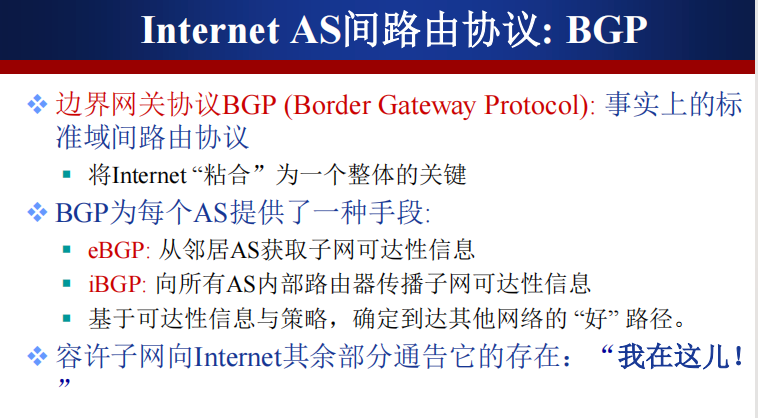 Internet AS间路由协议: BGP
❖ 边界网关协议BGP (Border Gateway Protocol): 事实上的标
准域间路由协议
▪ 将Internet “粘合”为一个整体的关键
❖ BGP为每个AS提供了一种手段:
▪ eBGP: 从邻居AS获取子网可达性信息
▪ iBGP: 向所有AS内部路由器传播子网可达性信息
▪ 基于可达性信息与策略，确定到达其他网络的 “好” 路径。
❖ 容许子网向Internet其余部分通告它的存在：“我在这儿！
”